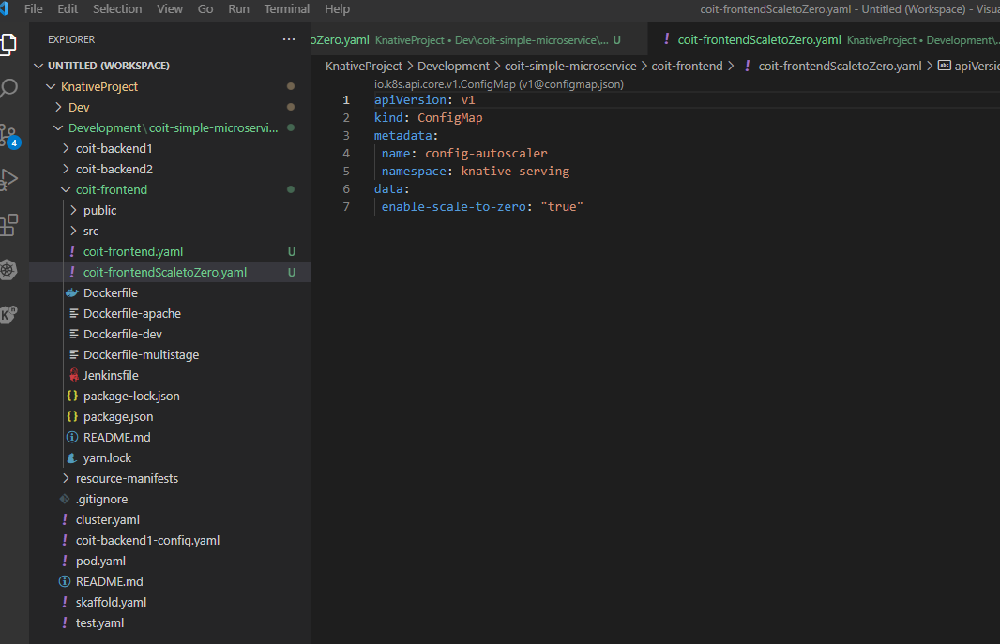 File Edit Selection View Go Run Terminal Help
coit-frontendScaletoZero.yaml - Untitled (Workspace) - Visua
EXPLORER
UNTITLED (WORKSPACE)
KnativeProject
Dev
Development\coit-simple-microservi...
coit-backend1
coit-backend2
coit-frontend
public
src
coit-frontend.yaml U
coit-frontendScaletoZero.yaml U
Dockerfile
Dockerfile-apache
Dockerfile-dev
Dockerfile-multistage
Jenkinsfile
package-lock.json
package.json
README.md
yarn.lock
resource-manifests
.gitignore
cluster.yaml
coit-backend1-config.yaml
pod.yaml
README.md
skaffold.yaml
test.yaml
4
oZero.yaml KnativeProject • Dev\coit-simple-microservice\... U
! coit-frontendScaletoZero.yaml KnativeProject • Development\...
KnativeProject > Development > coit-simple-microservice > coit-frontend > ! coit-frontendScaletoZero.yaml > abc apiVersio
io.k8s.api.core.v1.ConfigMap (v1@configmap.json)
1 apiVersion: v1
2 kind: ConfigMap
3 metadata:
4 name: config-autoscaler
5 namespace: knative-serving
6 data:
7 enable-scale-to-zero: "true"